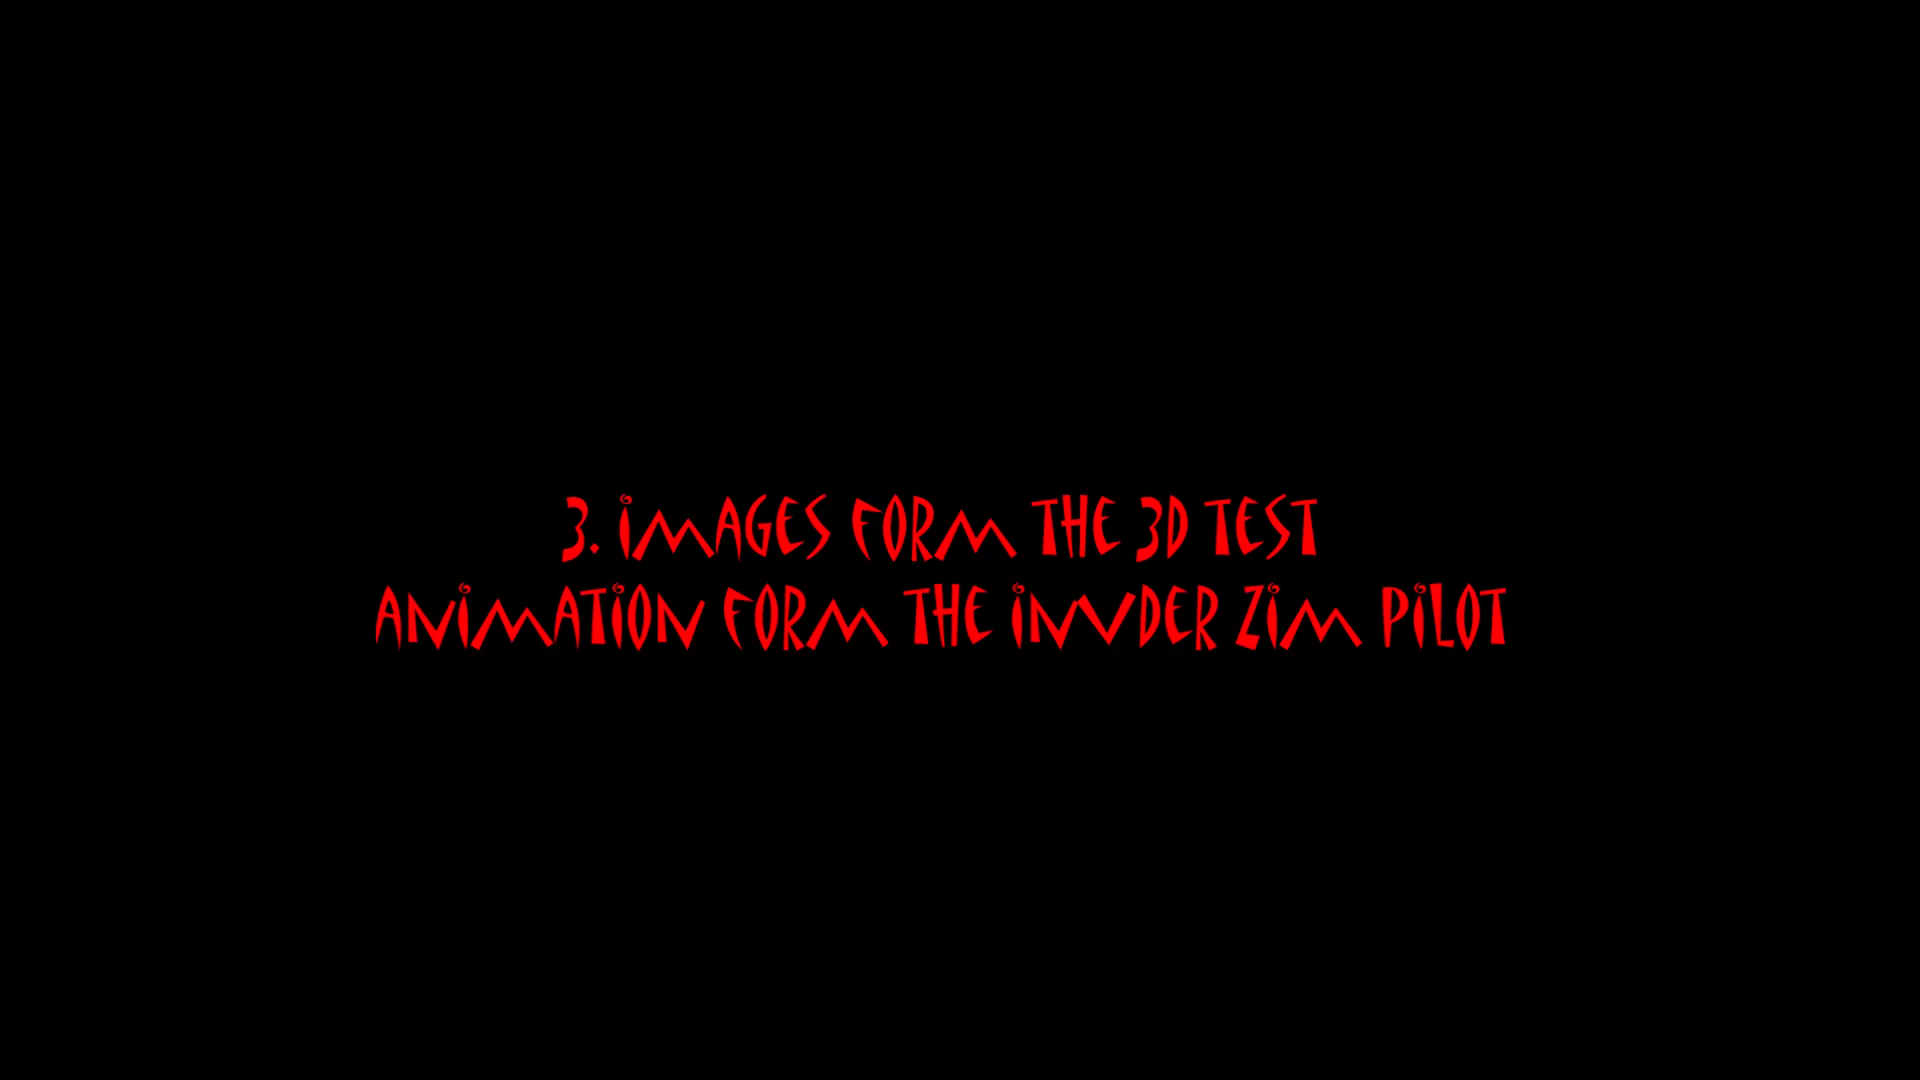 3. IMAGES FORM THE 3D TEST
ANIMATION FORM THE INVDER ZIM PILOT